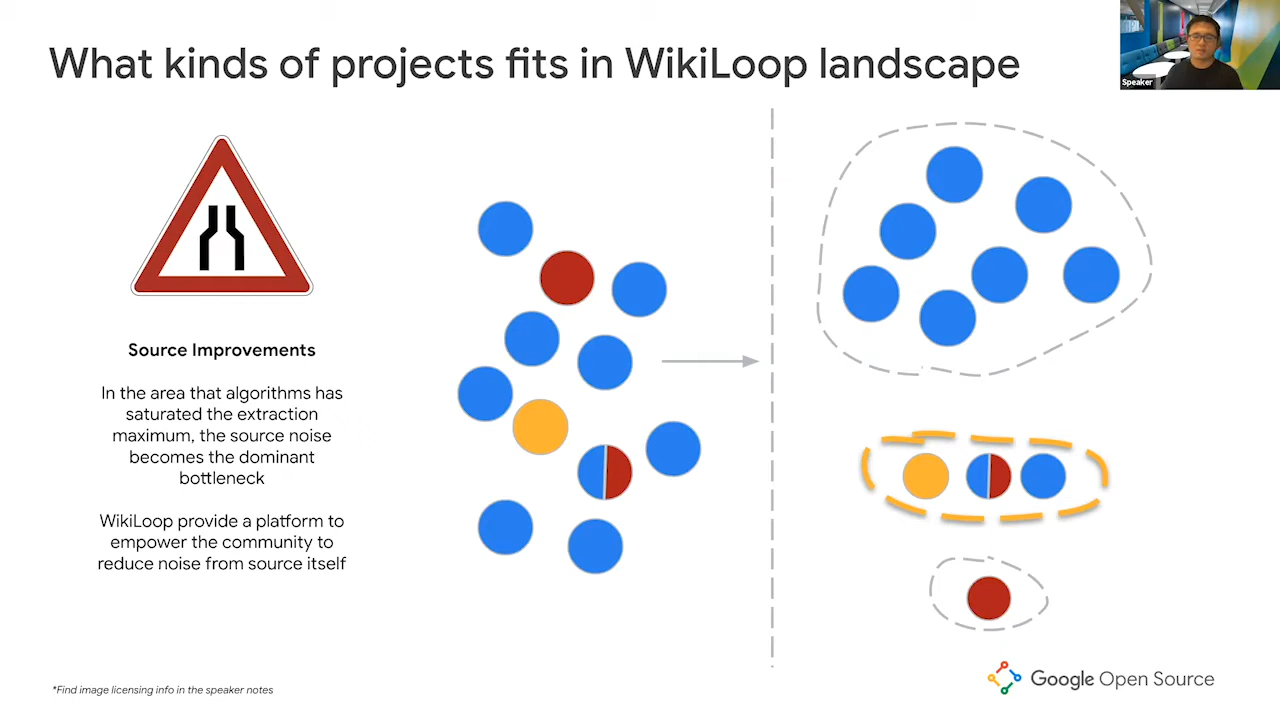 What kinds of projects fits in WikiLoop landscape
Speaker
Source Improvements
In the area that algorithms has
saturated the extraction
maximum, the source noise
becomes the dominant
bottleneck
WikiLoop provide a platform to
empower the community to
reduce noise from source itself
*Find image licensing info in the speaker notes
Google Open Source